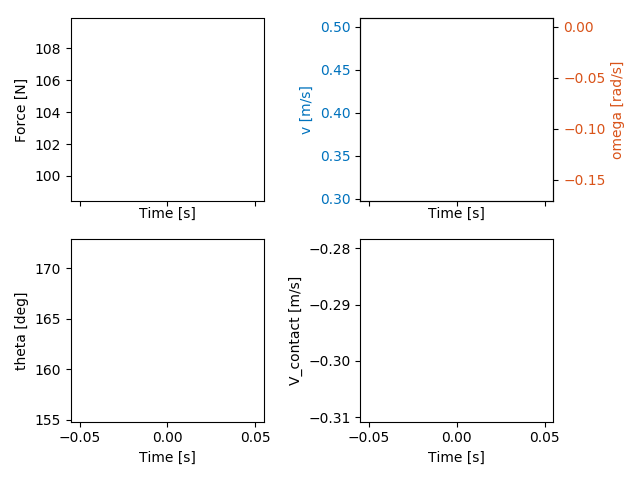 Force [N]
108
106
104
102
100
Time [s]
v [m/s]
0.50
0.45
0.40
0.35
0.30
0.00
−0.05
−0.10
−0.15
omega [rad/s]
Time [s]
theta [deg]
170
165
160
155
−0.05 0.00 0.05
Time [s]
V_contact [m/s]
−0.28
−0.29
−0.30
−0.31
−0.05 0.00 0.05
Time [s]